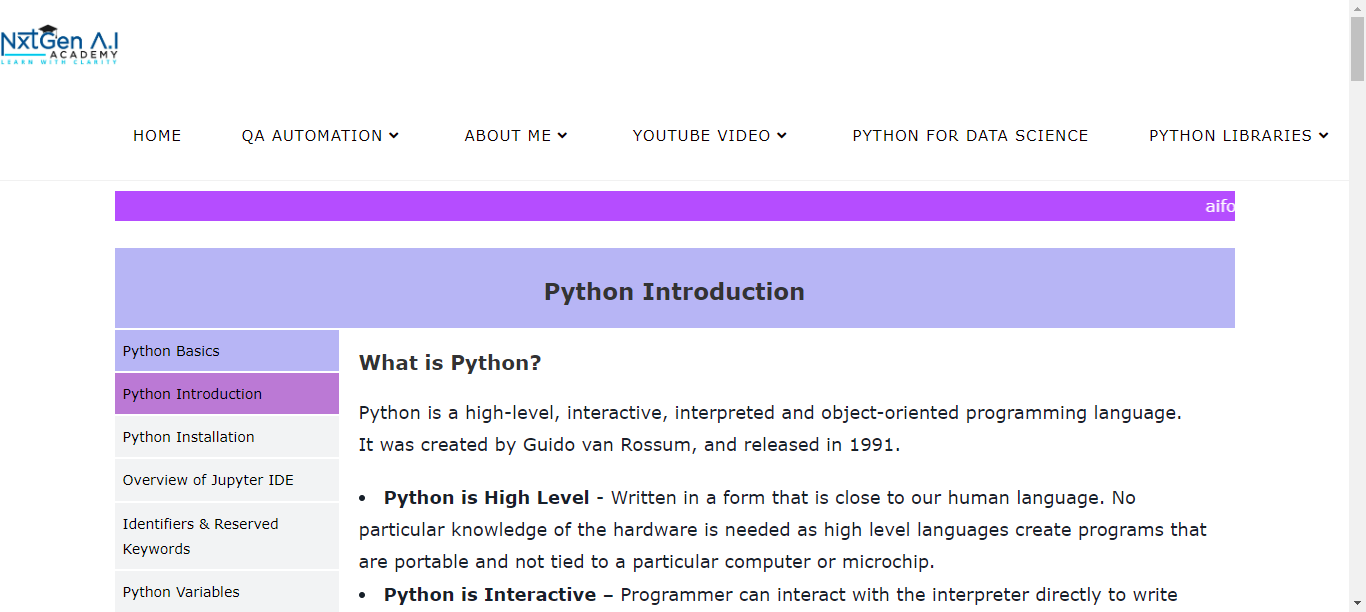 NxtGen A.I
ACADEMY
LEARN WITH CLARITY
HOME QA AUTOMATION ABOUT ME YOUTUBE VIDEO PYTHON FOR DATA SCIENCE PYTHON LIBRARIES
aifo
Python Introduction
Python Basics
Python Introduction
Python Installation
Overview of Jupyter IDE
Identifiers & Reserved
Keywords
Python Variables
What is Python?
Python is a high-level, interactive, interpreted and object-oriented programming language.
It was created by Guido van Rossum, and released in 1991.
• Python is High Level - Written in a form that is close to our human language. No
particular knowledge of the hardware is needed as high level languages create programs that
are portable and not tied to a particular computer or microchip.
• Python is Interactive – Programmer can interact with the interpreter directly to write